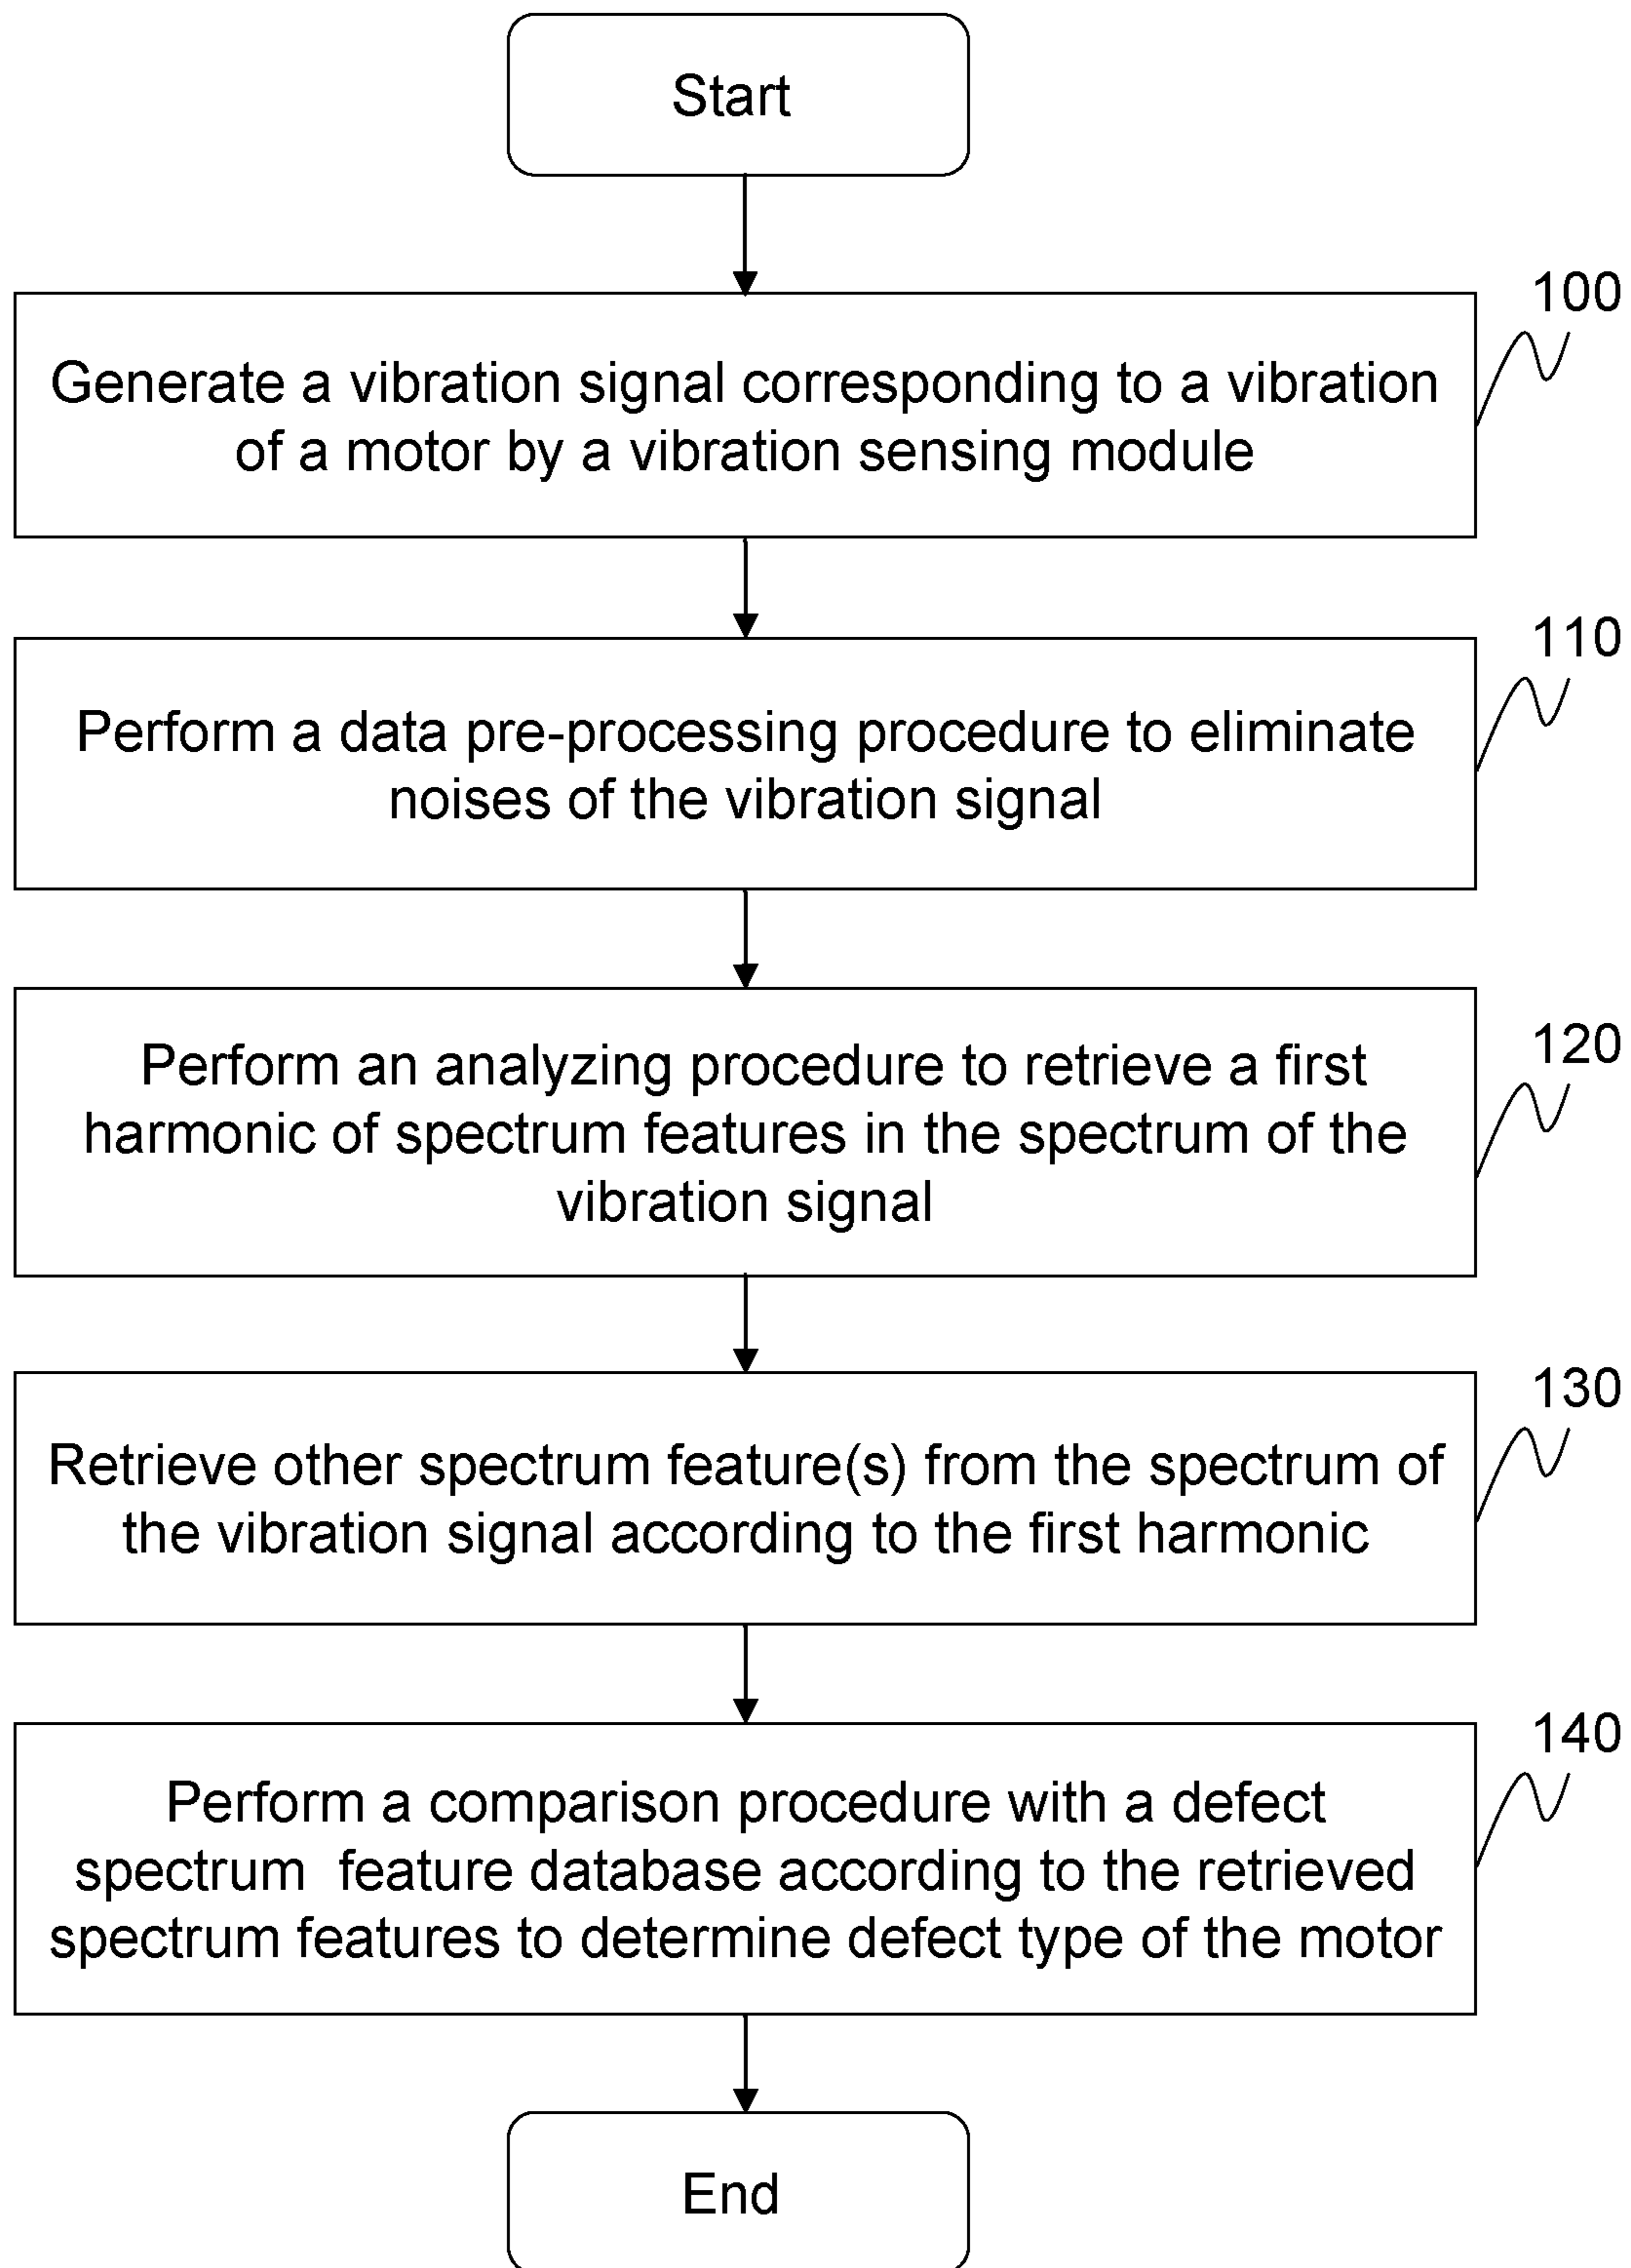 Start
100
Generate a vibration signal corresponding to a vibration
of a motor by a vibration sensing module
110
Perform a data pre-processing procedure to eliminate
noises of the vibration signal
120
Perform an analyzing procedure to retrieve a first
harmonic of spectrum features in the spectrum of the
vibration signal
130
Retrieve other spectrum feature(s) from the spectrum of
the vibration signal according to the first harmonic
140
Perform a comparison procedure with a defect
spectrum feature database according to the retrieved
spectrum features to determine defect type of the motor
End